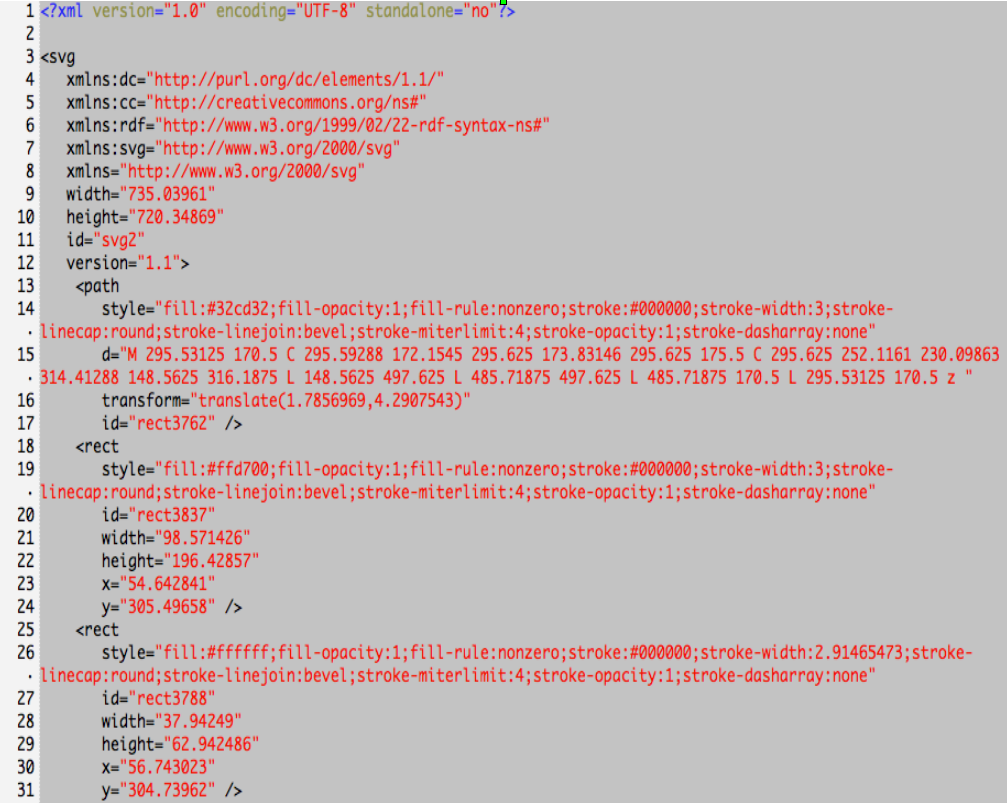 1 <?xml version="1.0" encoding="UTF-8" standalone="no"?>
2
3 <svg
4 xmlns:dc="http://purl.org/dc/elements/1.1/"
5 xmlns:cc="http://creativecommons.org/ns#"
6 xmlns:rdf="http://www.w3.org/1999/02/22-rdf-syntax-ns#"
7 xmlns:svg="http://www.w3.org/2000/svg"
8 xmlns="http://www.w3.org/2000/svg"
9 width="735.03961"
10 height="720.34869"
11 id="svg2"
12 version="1.1">
13 <path
14 style="fill:#32cd32;fill-opacity:1;fill-rule:nonzero;stroke:#000000;stroke-width:3;stroke-
· linecap:round;stroke-linejoin:bevel;stroke-miterlimit:4;stroke-opacity:1;stroke-dasharray:none"
15 d="M 295.53125 170.5 C 295.59288 172.1545 295.625 173.83146 295.625 175.5 C 295.625 252.1161 230.09863
· 314.41288 148.5625 316.1875 L 148.5625 497.625 L 485.71875 497.625 L 485.71875 170.5 L 295.53125 170.5 z "
16 transform="translate(1.7856969,4.2907543)"
17 id="rect3762" />
18 <rect
19 style="fill:#ffd700;fill-opacity:1;fill-rule:nonzero;stroke:#000000;stroke-width:3;stroke-
· linecap:round;stroke-linejoin:bevel;stroke-miterlimit:4;stroke-opacity:1;stroke-dasharray:none"
20 id="rect3837"
21 width="98.571426"
22 height="196.42857"
23 x="54.642841"
24 y="305.49658" />
25 <rect
26 style="fill:#ffffff;fill-opacity:1;fill-rule:nonzero;stroke:#000000;stroke-width:2.91465473;stroke-
· linecap:round;stroke-linejoin:bevel;stroke-miterlimit:4;stroke-opacity:1;stroke-dasharray:none"
27 id="rect3788"
28 width="37.94249"
29 height="62.942486"
30 x="56.743023"
31 y="304.73962" />